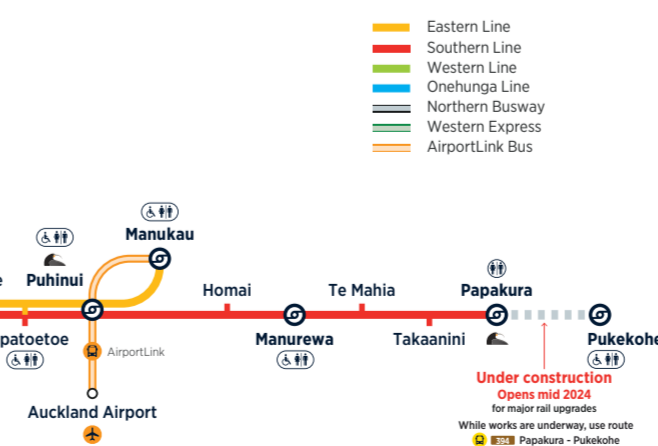 Eastern Line
Southern Line
Western Line
Onehunga Line
Northern Busway
Western Express
AirportLink Bus
Manukau
e Puhinui
Homai
Te Mahia
Papakura
patoetoe
AirportLink
Manurewa
Takaanini
Pukekohe
Auckland Airport
Under construction
Opens mid 2024
for major rail upgrades
While works are underway, use route
394 Papakura - Pukekohe